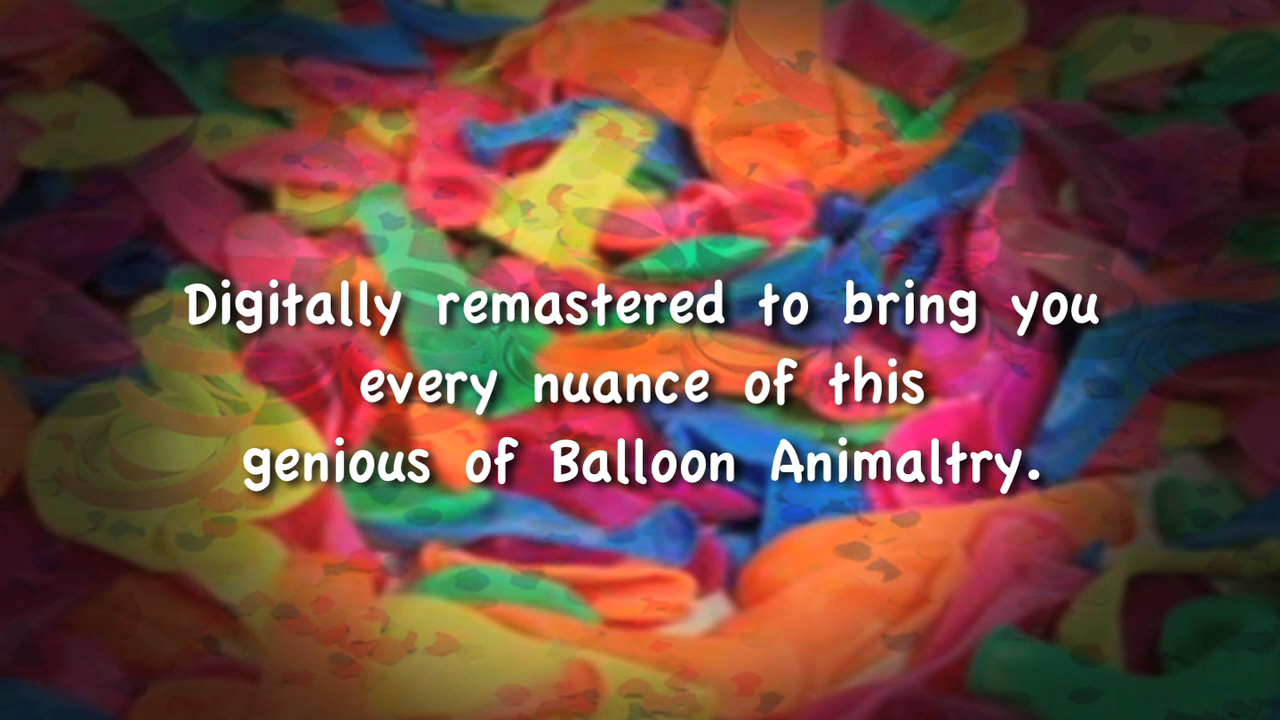 Digitally remastered to bring you
every nuance of this
genious of Balloon Animaltry.